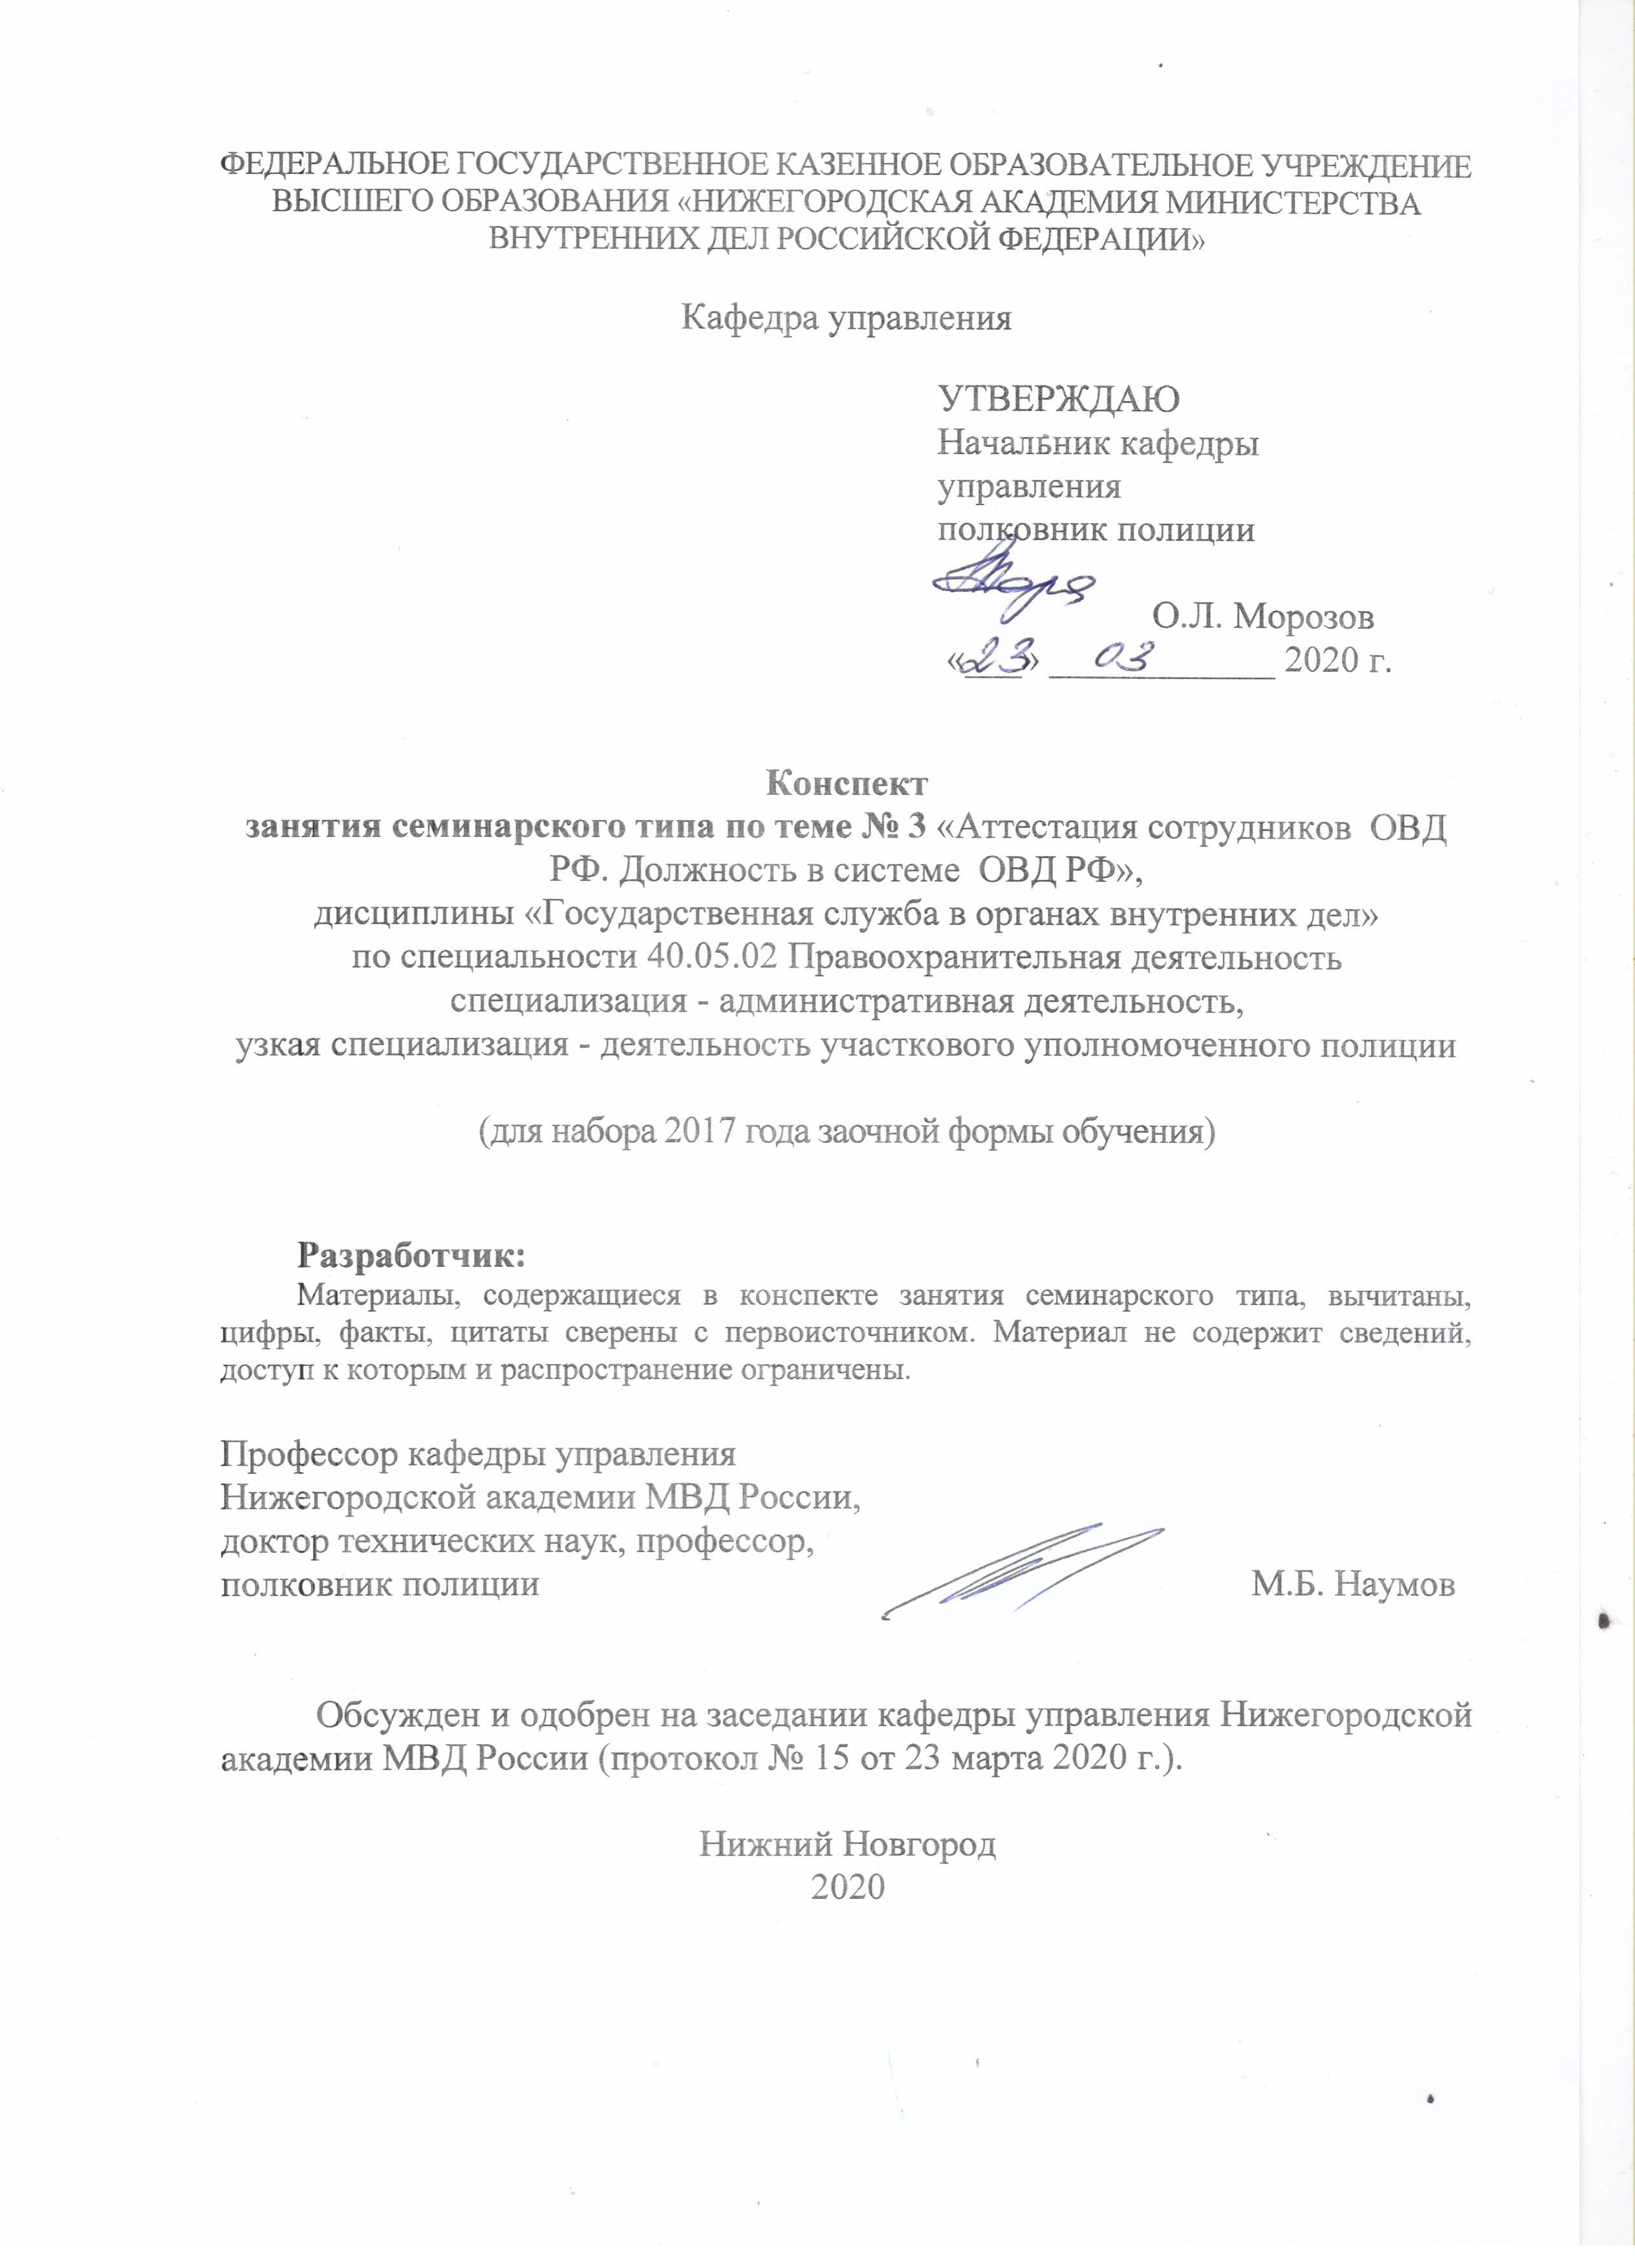 ФЕДЕРАЛЬНОЕ ГОСУДАРСТВЕННОЕ КАЗЕННОЕ ОБРАЗОВАТЕЛЬНОЕ УЧРЕЖДЕНИЕ
ВЫСШЕГО ОБРАЗОВАНИЯ «НИЖЕГОРОДСКАЯ АКАДЕМИЯ МИНИСТЕРСТВА
ВНУТРЕННИХ ДЕЛ РОССИЙСКОЙ ФЕДЕРАЦИИ»
Кафедра управления
УТВЕРЖДАЮ
Начальник кафедры
управления
полковник полиции
О.Л. Морозов
«23» 03 2020 г.
Конспект
занятия семинарского типа по теме № 3 «Аттестация сотрудников ОВД
РФ. Должность в системе ОВД РФ»,
дисциплины «Государственная служба в органах внутренних дел»
по специальности 40.05.02 Правоохранительная деятельность
специализация - административная деятельность,
узкая специализация - деятельность участкового уполномоченного полиции
(для набора 2017 года заочной формы обучения)
Разработчик:
Материалы, содержащиеся в конспекте занятия семинарского типа, вычитаны,
цифры, факты, цитаты сверены с первоисточником. Материал не содержит сведений,
доступ к которым и распространение ограничены.
Профессор кафедры управления
Нижегородской академии МВД России,
доктор технических наук, профессор,
полковник полиции М.Б. Наумов
Обсужден и одобрен на заседании кафедры управления Нижегородской
академии МВД России (протокол № 15 от 23 марта 2020 г.).
Нижний Новгород
2020